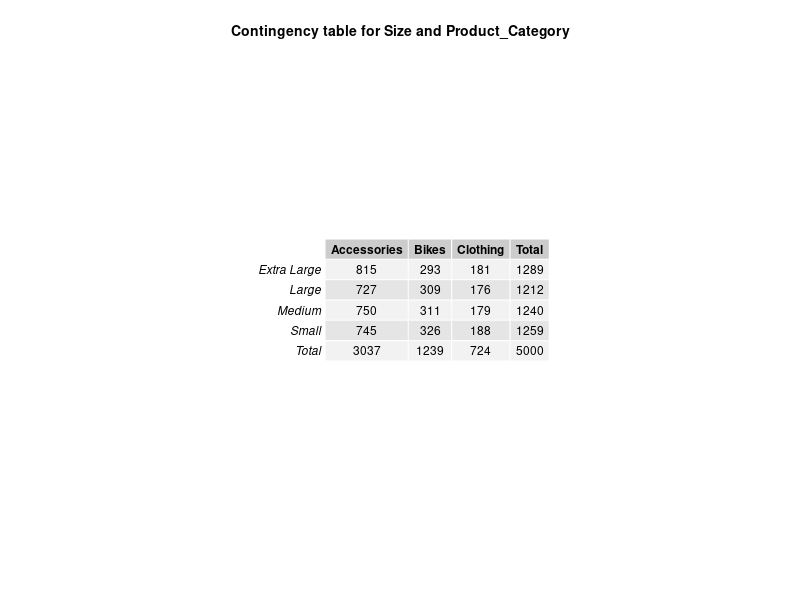 Contingency table for Size and Product_Category
Accessories Bikes Clothing Total
Extra Large 815 293 181 1289
Large 727 309 176 1212
Medium 750 311 179 1240
Small 745 326 188 1259
Total 3037 1239 724 5000